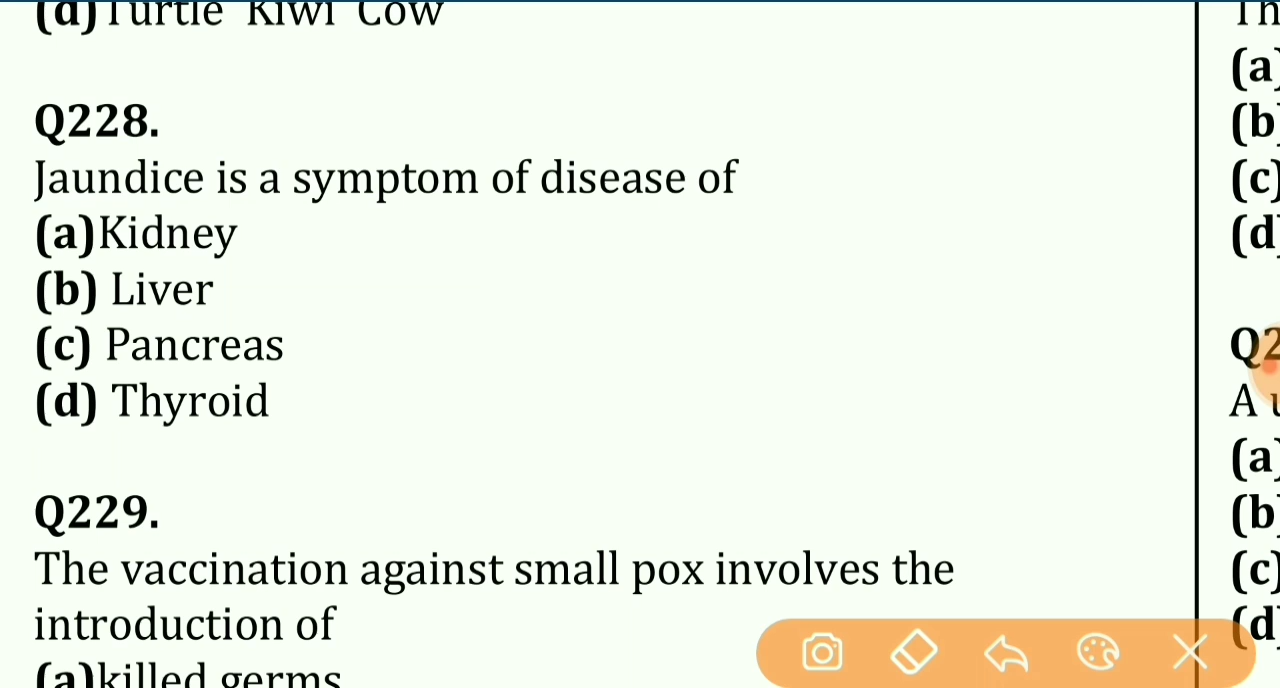 (d) Turtle Kiwi Cow
Q228.
Jaundice is a symptom of disease of
(a)Kidney
(b) Liver
(c) Pancreas
(d) Thyroid
Q229.
The vaccination against small pox involves the
introduction of
(a)killed germs
(a)
(b)
(c)
(d)
Q2
A
(a)
(b)
(c)
(d)